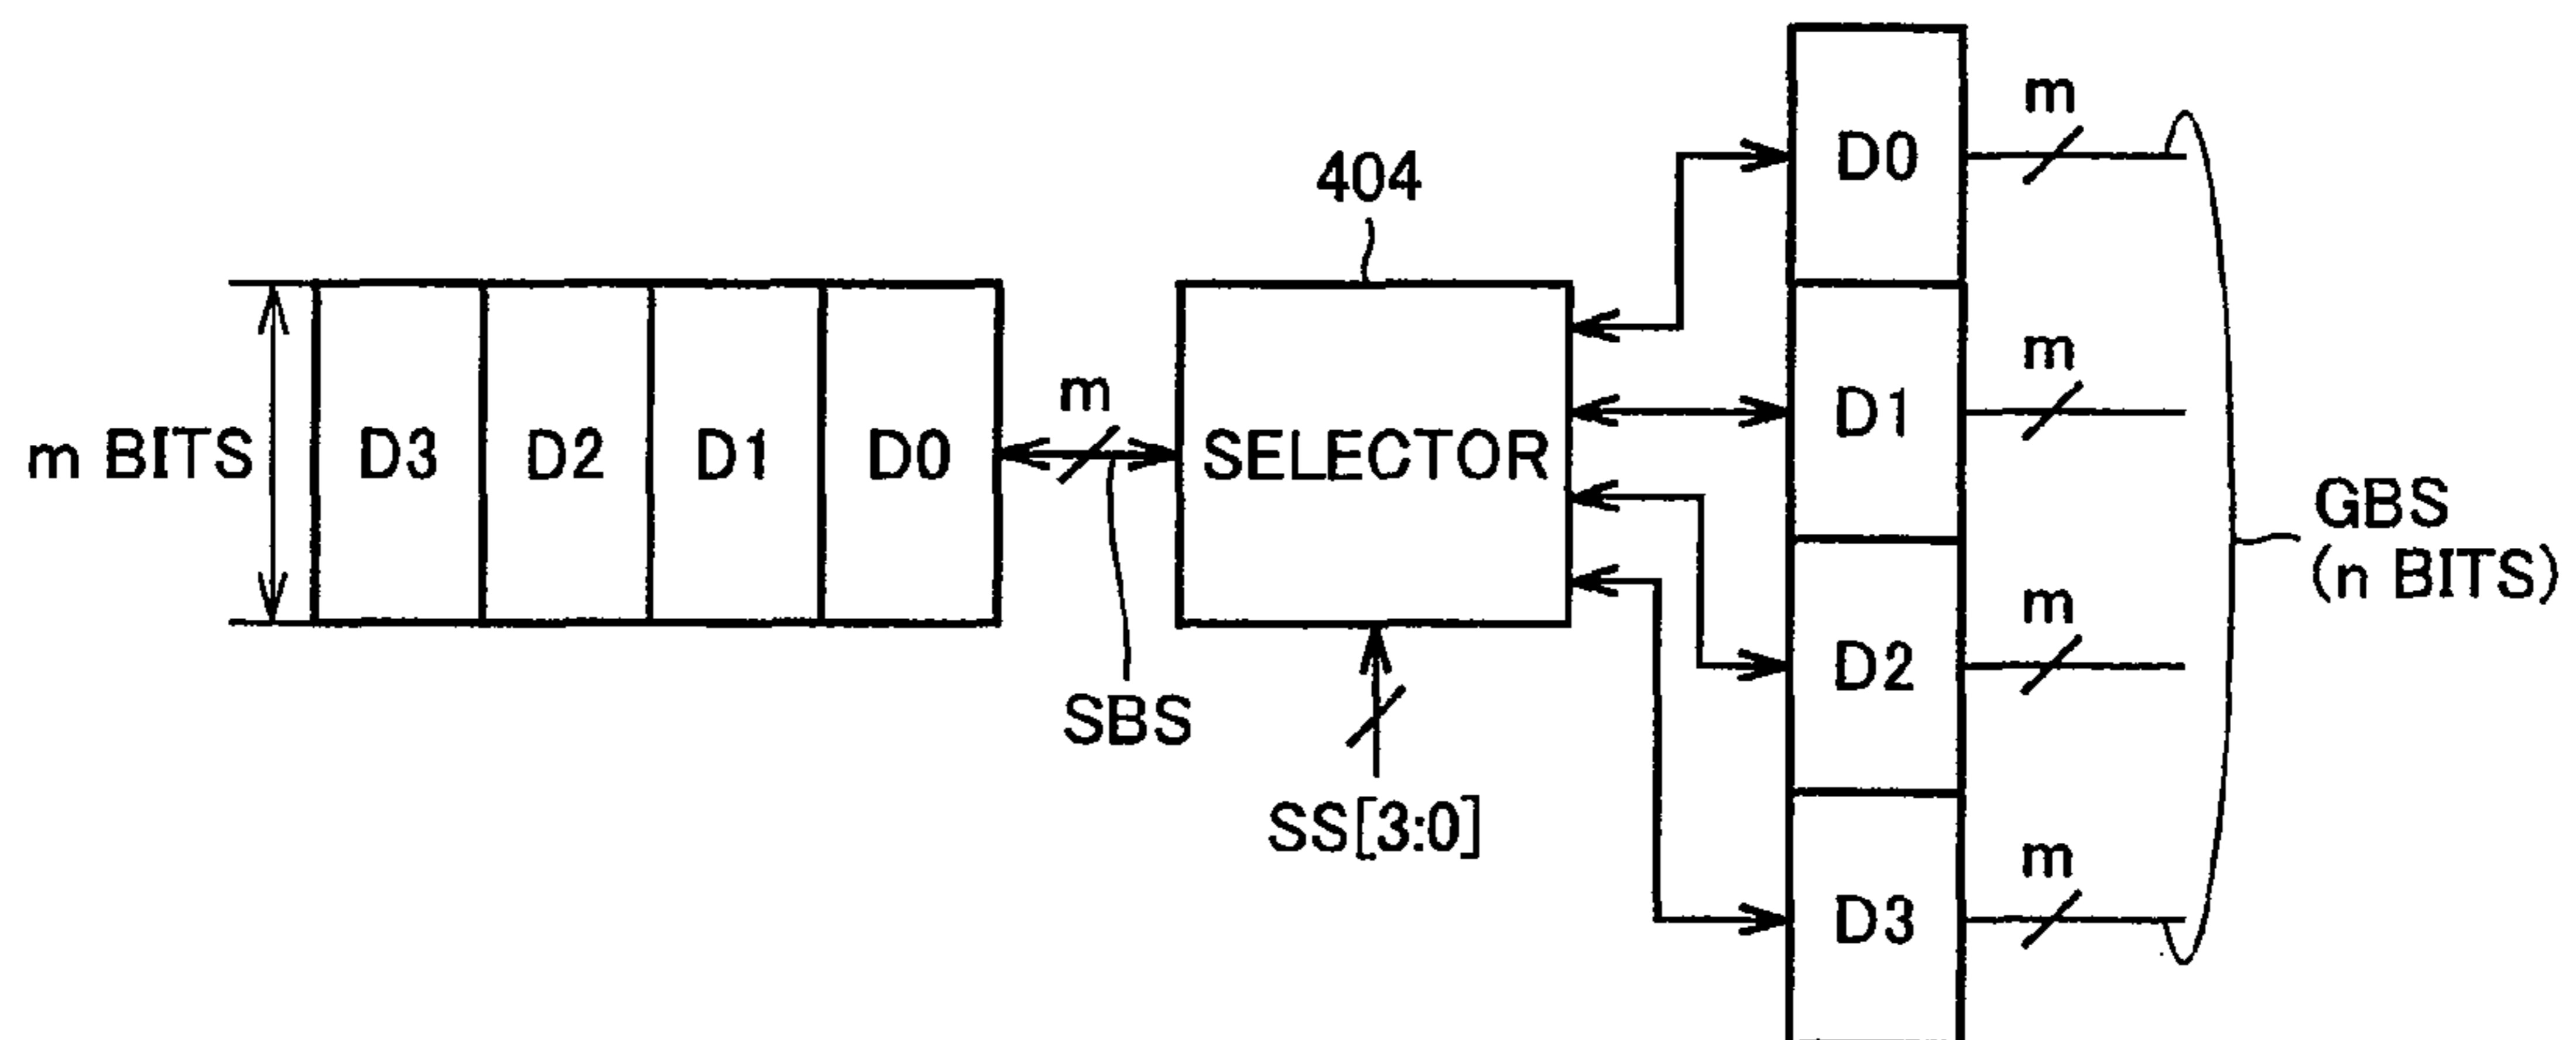 m BITS
D3
D2
D1
D0
m
SBS
404
SELECTOR
SS[3:0]
D0
D1
D2
D3
m
m
m
m
GBS
(n BITS)